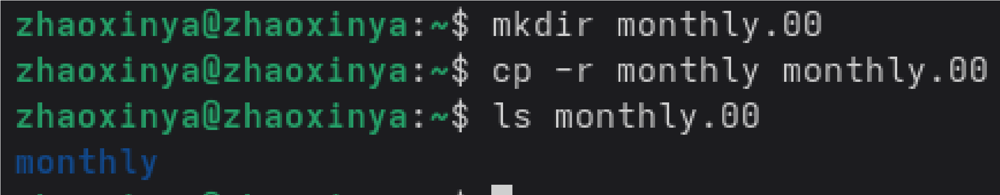 zhaoxinya@zhaoxinya:~$ mkdir monthly.00
zhaoxinya@zhaoxinya:~$ cp -r monthly monthly.00
zhaoxinya@zhaoxinya:~$ ls monthly.00
monthly